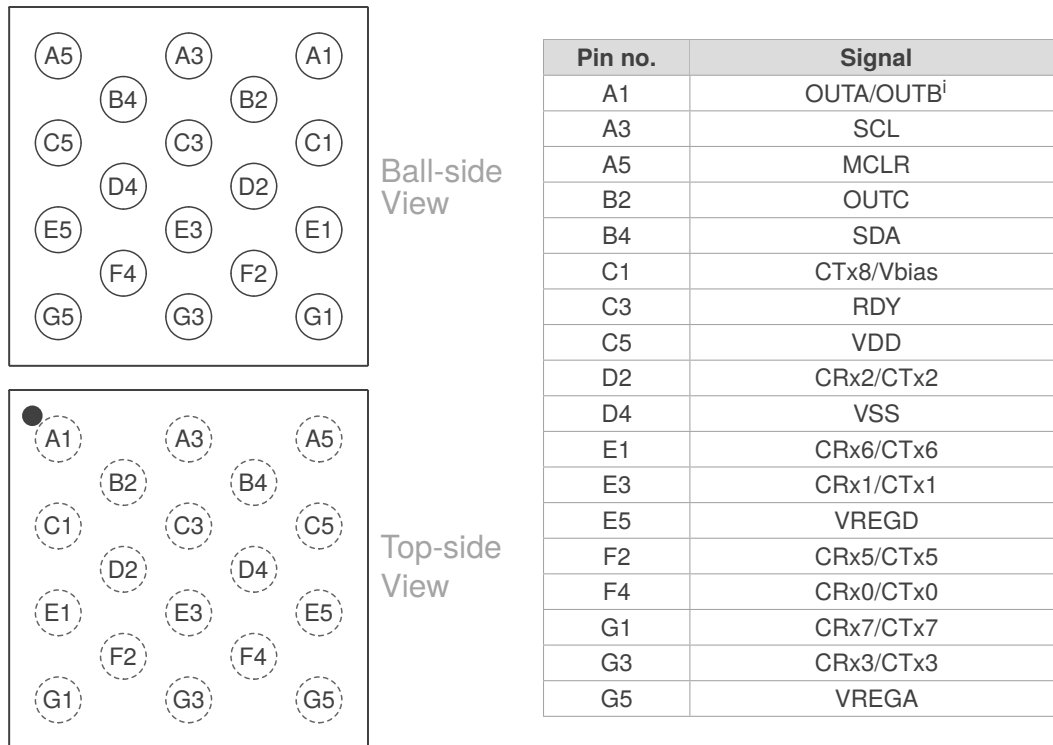 A5 A3 A1
B4 B2
C5 C3 C1
D4 D2
E5 E3 E1
F4 F2
G5 G3 G1
Ball-side
View
A1 A3 A5
B2 B4
C1 C3 C5
D2 D4
E1 E3 E5
F2 F4
G1 G3 G5
Top-side
View
Pin no. Signal
A1 OUTA/OUTBⁱ
A3 SCL
A5 MCLR
B2 OUTC
B4 SDA
C1 CTx8/Vbias
C3 RDY
C5 VDD
D2 CRx2/CTx2
D4 VSS
E1 CRx6/CTx6
E3 CRx1/CTx1
E5 VREGD
F2 CRx5/CTx5
F4 CRx0/CTx0
G1 CRx7/CTx7
G3 CRx3/CTx3
G5 VREGA